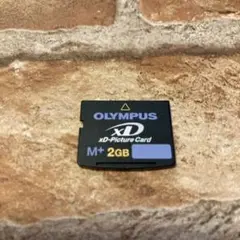 OLYMPUS
xD
xD-Picture Card
M+ 2GB